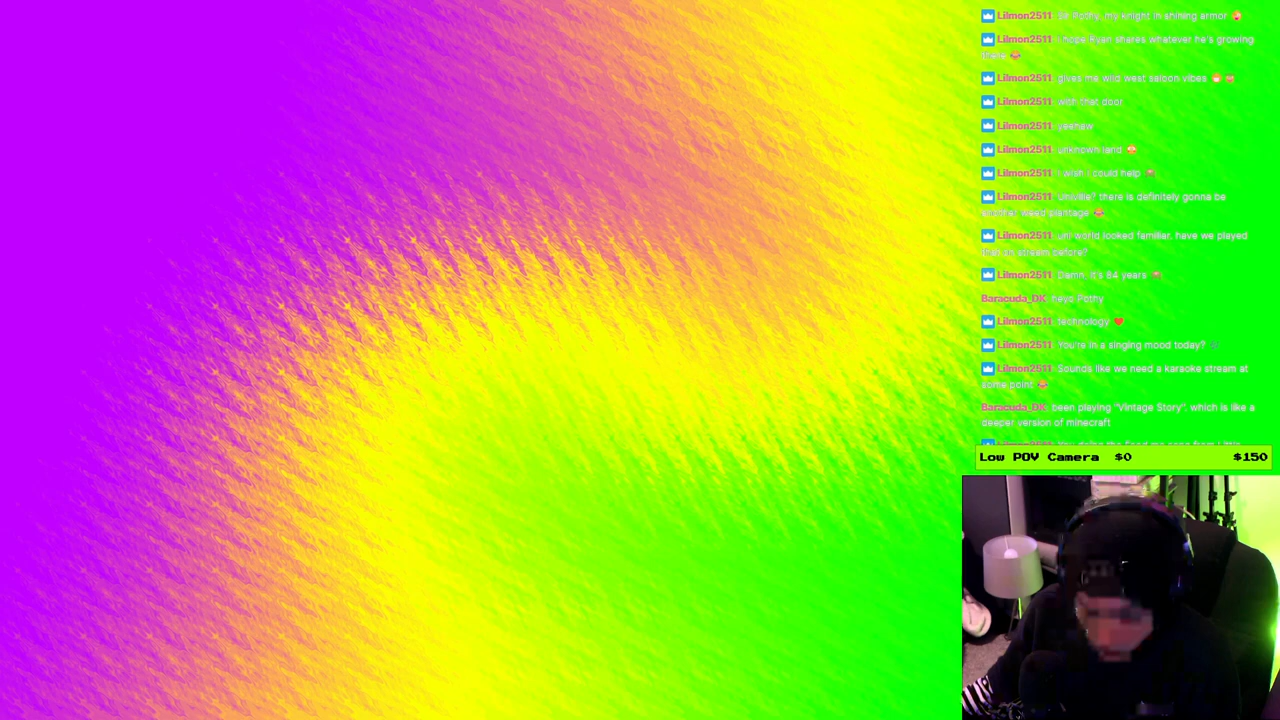 Lilmon2511: Sir Pothy, my knight in shining armor
Lilmon2511: I hope Ryan shares whatever he's growing
there
Lilmon2511: gives me wild west saloon vibes
Lilmon2511: with that door
Lilmon2511: yeehaw
Lilmon2511: unknown land
Lilmon2511: I wish i could help
Lilmon2511: Univille? there is definitely gonna be
another weed plantage
Lilmon2511: uni world looked familiar, have we played
that on stream before?
Lilmon2511: Damn, it's 84 years
Baracuda_DK: heyo Pothy
Lilmon2511: technology
Lilmon2511: You're in a singing mood today?
Lilmon2511: Sounds like we need a karaoke stream at
some point
Baracuda_DK: been playing "Vintage Story", which is like a
deeper version of minecraft
Low POV Camera $0 $150